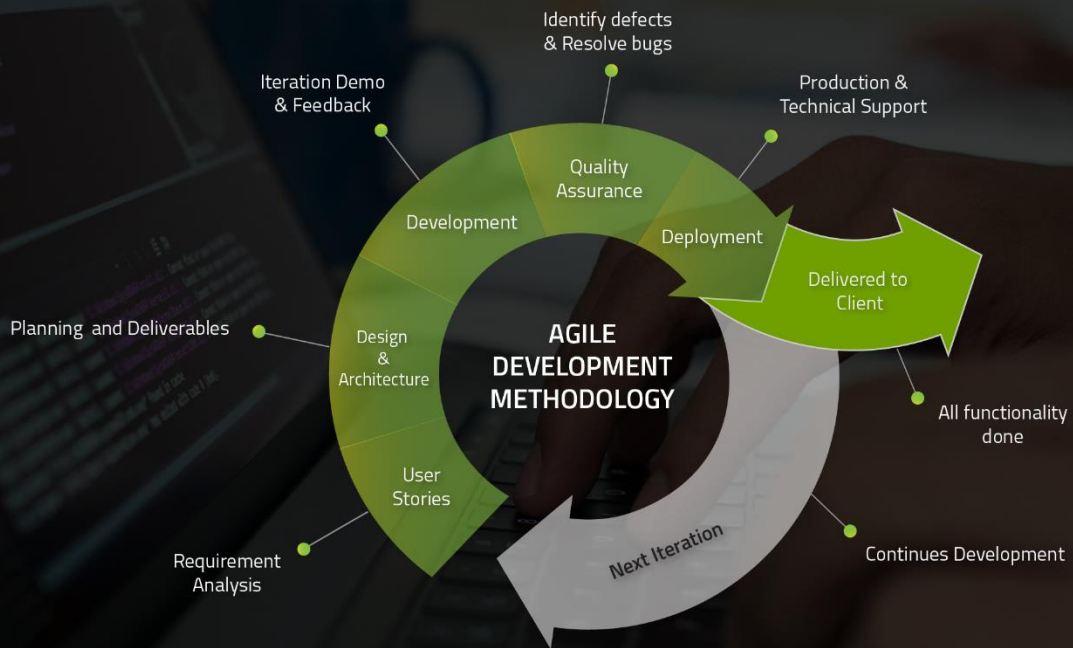 Identify defects
& Resolve bugs
Iteration Demo
& Feedback
Production &
Technical Support
Quality
Assurance
Development
Deployment
Delivered to
Client
Planning and Deliverables
Design
&
Architecture
AGILE
DEVELOPMENT
METHODOLOGY
All functionality
done
User
Stories
Next Iteration
Requirement
Analysis
Continues Development